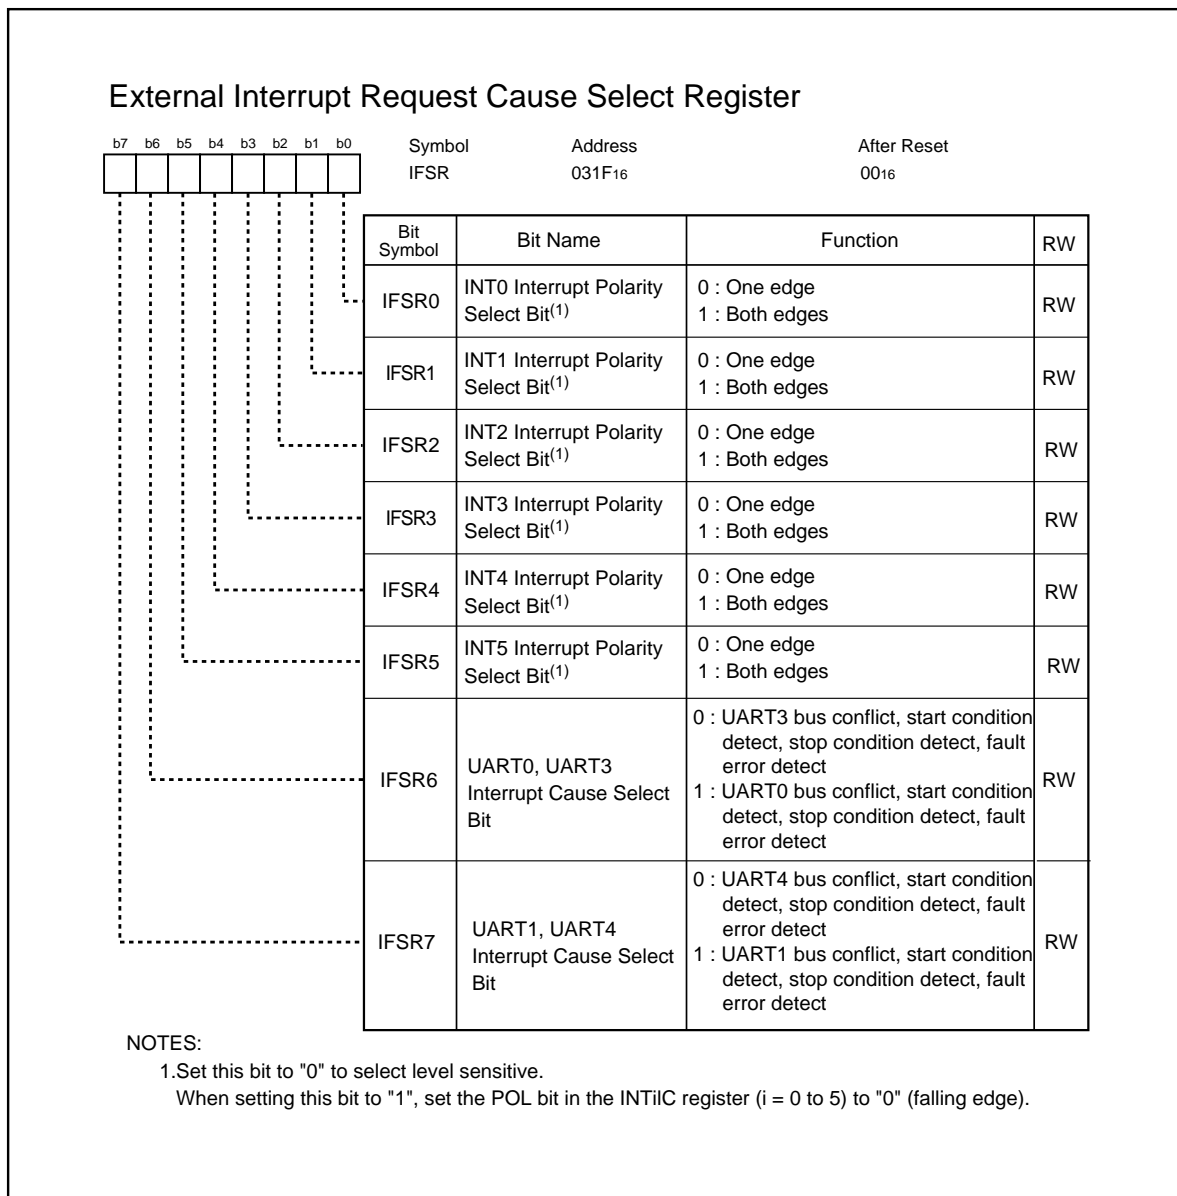 External Interrupt Request Cause Select Register
b7 b6 b5 b4 b3 b2 b1 b0
Symbol Address After Reset
IFSR 031F16 0016
Bit Symbol Bit Name Function RW
IFSR0 INT0 Interrupt Polarity Select Bit(1) 0 : One edge RW
1 : Both edges
IFSR1 INT1 Interrupt Polarity Select Bit(1) 0 : One edge RW
1 : Both edges
IFSR2 INT2 Interrupt Polarity Select Bit(1) 0 : One edge RW
1 : Both edges
IFSR3 INT3 Interrupt Polarity Select Bit(1) 0 : One edge RW
1 : Both edges
IFSR4 INT4 Interrupt Polarity Select Bit(1) 0 : One edge RW
1 : Both edges
IFSR5 INT5 Interrupt Polarity Select Bit(1) 0 : One edge RW
1 : Both edges
IFSR6
UART0, UART3
Interrupt Cause Select
Bit
0 : UART3 bus conflict, start condition
detect, stop condition detect, fault
error detect
1 : UART0 bus conflict, start condition
detect, stop condition detect, fault
error detect
RW
IFSR7
UART1, UART4
Interrupt Cause Select
Bit
0 : UART4 bus conflict, start condition
detect, stop condition detect, fault
error detect
1 : UART1 bus conflict, start condition
detect, stop condition detect, fault
error detect
RW
NOTES:
1.Set this bit to "0" to select level sensitive.
When setting this bit to "1", set the POL bit in the INTiIC register (i = 0 to 5) to "0" (falling edge).